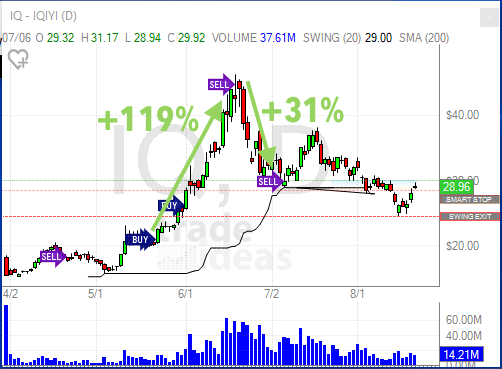 IQ - IQIYI (D)
07/06 O 29.32 H 31.17 L 28.94 C 29.92 VOLUME 37.61M SWING (20) 29.00 SMA (200)
SELL
+119%
+31%
$40.00
IQ, D
SELL
28.96
BUY
SMART STOP
SWING EXIT
BUY
trade
ideas
SELL
$20.00
4/2 5/1 6/1 7/2 8/1
60.00M
40.00M
14.21M